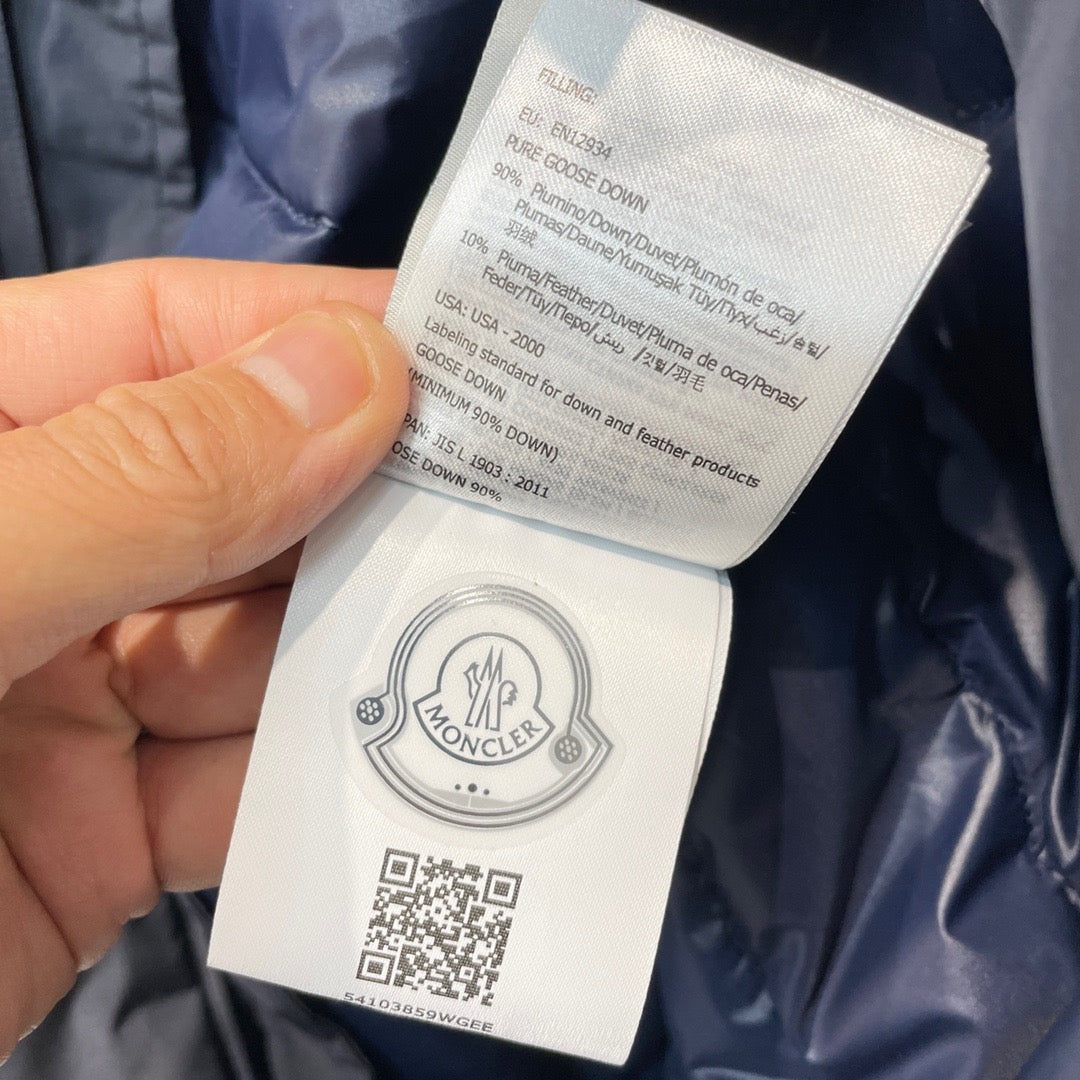 FILLING:
EU: EN12934
PURE GOOSE DOWN
90% Piumino/Down/Duvet/Plumón de oca/
Plumas/Daune/Yumuşak Tüy/Пух/زغب/솜털/
羽绒
10% Piuma/Feather/Duvet/Pluma de oca/Penas/
Feder/Tüy/Перо/ريش /깃털/羽毛
USA: USA - 2000
Labeling standard for down and feather products
GOOSE DOWN
(MINIMUM 90% DOWN)
PAN: JIS L 1903 : 2011
OSE DOWN 90%
MONCLER
54103859WGEE